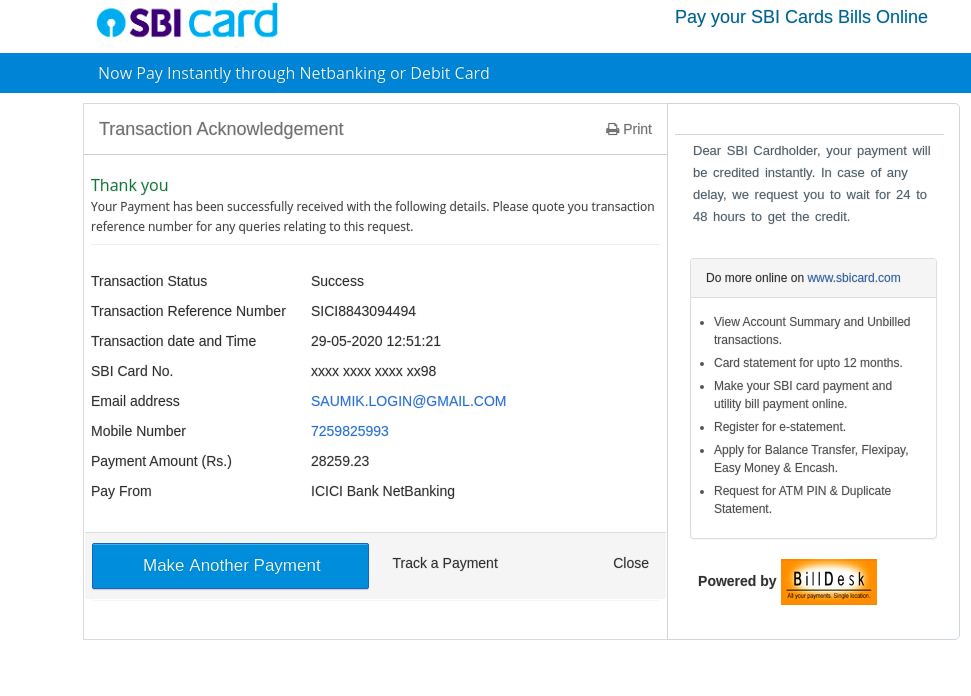 SBI card
Pay your SBI Cards Bills Online
Now Pay Instantly through Netbanking or Debit Card
Transaction Acknowledgement
Print
Thank you
Your Payment has been successfully received with the following details. Please quote you transaction
reference number for any queries relating to this request.
Transaction Status Success
Transaction Reference Number SICI8843094494
Transaction date and Time 29-05-2020 12:51:21
SBI Card No. xxxx xxxx xxxx xx98
Email address SAUMIK.LOGIN@GMAIL.COM
Mobile Number 7259825993
Payment Amount (Rs.) 28259.23
Pay From ICICI Bank NetBanking
Make Another Payment
Track a Payment
Close
Dear SBI Cardholder, your payment will
be credited instantly. In case of any
delay, we request you to wait for 24 to
48 hours to get the credit.
Do more online on www.sbicard.com
View Account Summary and Unbilled
transactions.
Card statement for upto 12 months.
Make your SBI card payment and
utility bill payment online.
Register for e-statement.
Apply for Balance Transfer, Flexipay,
Easy Money & Encash.
Request for ATM PIN & Duplicate
Statement.
Powered by
BillDesk
All your payments. Single location.